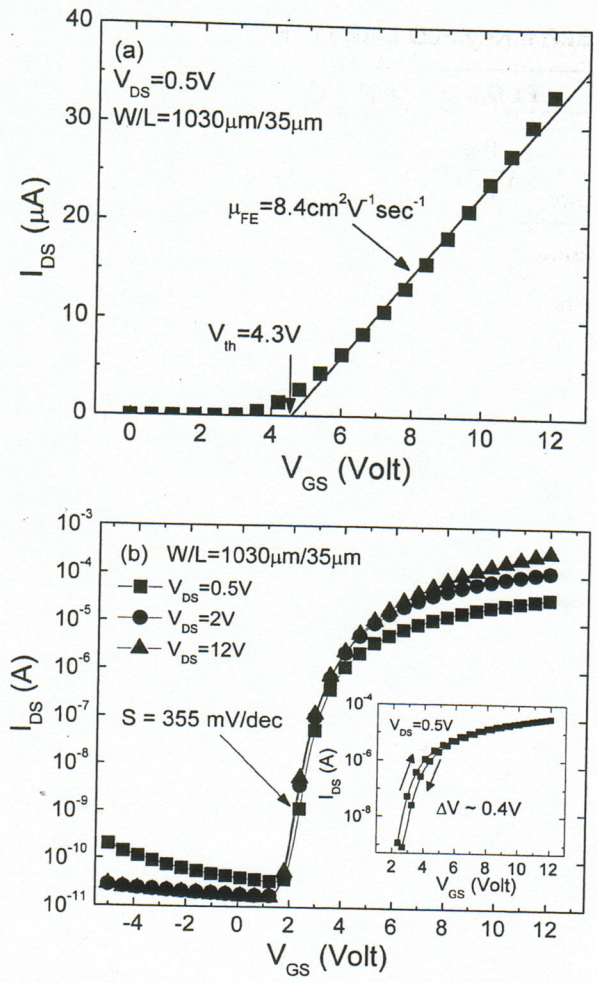 40
(a)
V_DS=0.5V
30
W/L=1030μm/35μm
I_DS (μA)
20
μ_FE=8.4cm²V⁻¹sec⁻¹
10
V_th=4.3V
0
0 2 4 6 8 10 12
V_GS (Volt)
10⁻³
(b) W/L=1030μm/35μm
10⁻⁴
V_DS=0.5V
V_DS=2V
10⁻⁵
V_DS=12V
10⁻⁶
I_DS (A)
10⁻⁷
S = 355 mV/dec
10⁻⁸
10⁻⁹
10⁻¹⁰
10⁻¹¹
-4 -2 0 2 4 6 8 10 12
V_GS (Volt)
10⁻⁴
V_DS=0.5V
10⁻⁶
I_DS (A)
ΔV ~ 0.4V
10⁻⁸
2 4 6 8 10 12
V_GS (Volt)